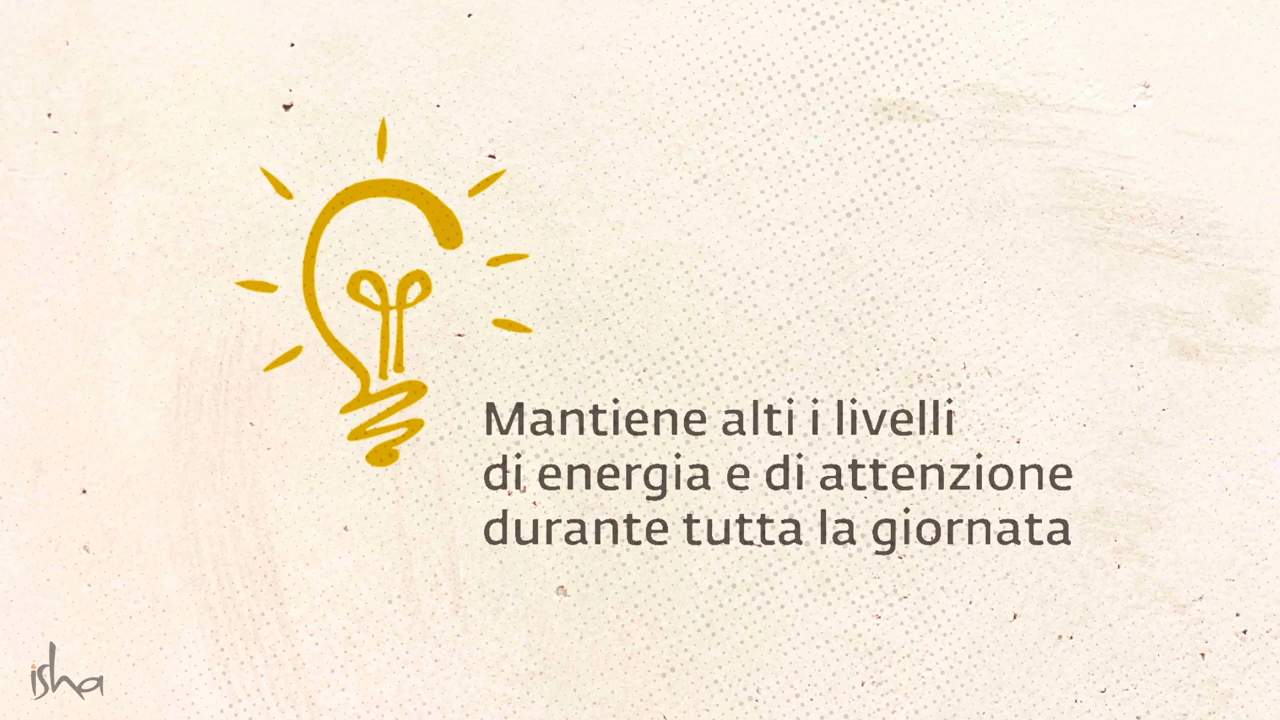 Mantiene alti i livelli
di energia e di attenzione
durante tutta la giornata
isha